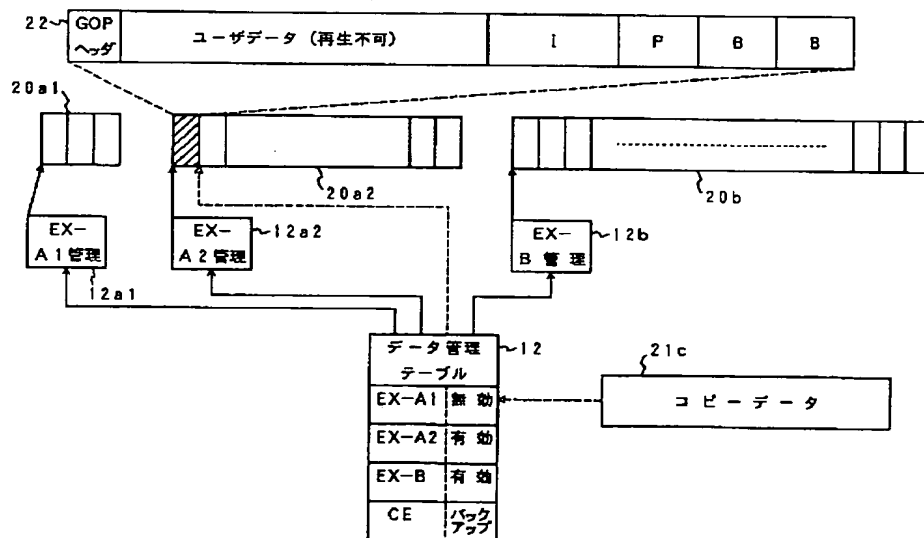 22
GOP
ヘッダ
ユーザデータ (再生不可)
I
P
B
B
20a1
20a2
20b
EX-
A1管理
12a1
EX-
A2管理
12a2
EX-
B 管理
12b
データ管理
テーブル
12
EX-A1 無効
EX-A2 有効
EX-B 有効
CE バックアップ
21c
コピーデータ